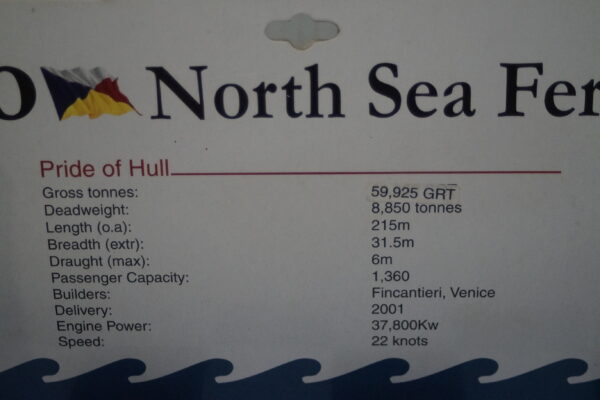 O North Sea Fer
Pride of Hull
Gross tonnes: 59,925 GRT
Deadweight: 8,850 tonnes
Length (o.a): 215m
Breadth (extr): 31.5m
Draught (max): 6m
Passenger Capacity: 1,360
Builders: Fincantieri, Venice
Delivery: 2001
Engine Power: 37,800Kw
Speed: 22 knots